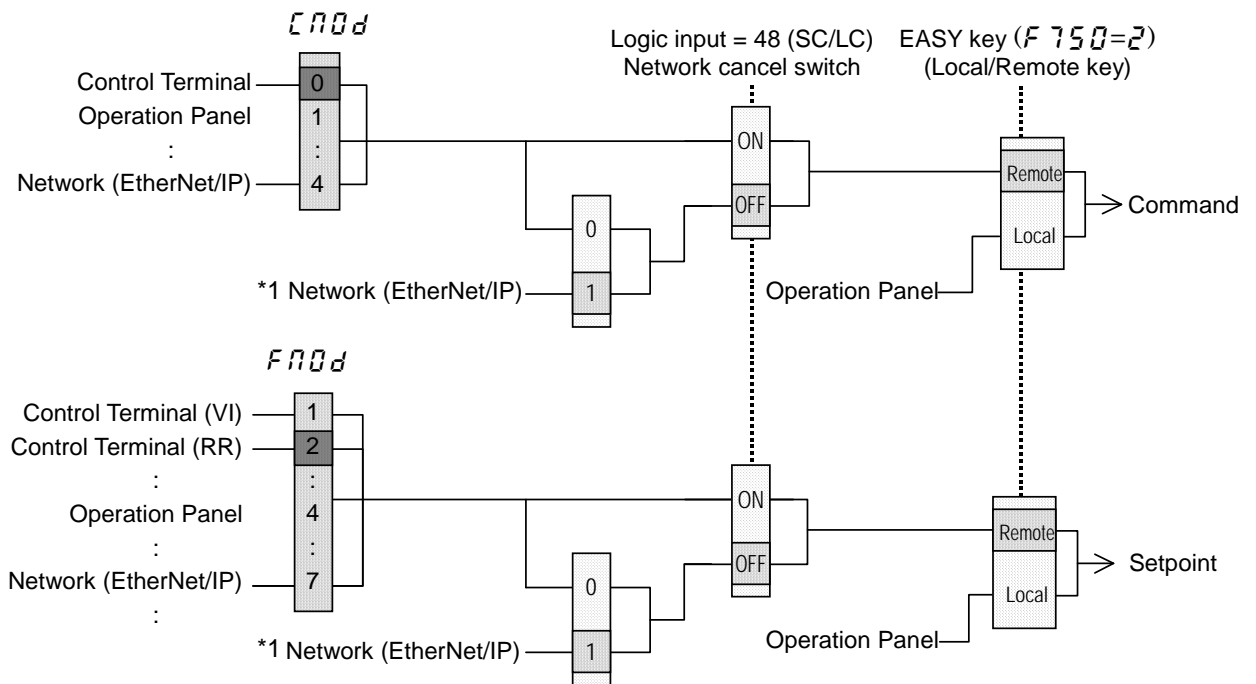 CMOd
Logic input = 48 (SC/LC)
Network cancel switch
EASY key (F750=2)
(Local/Remote key)
Control Terminal
0
Operation Panel
1
:
:
Network (EtherNet/IP)
4
ON
OFF
0
1
*1 Network (EtherNet/IP)
Remote
Local
Operation Panel
Command
FMOd
Control Terminal (VI)
1
Control Terminal (RR)
2
:
:
Operation Panel
4
:
:
Network (EtherNet/IP)
7
:
ON
OFF
0
1
*1 Network (EtherNet/IP)
Remote
Local
Operation Panel
Setpoint